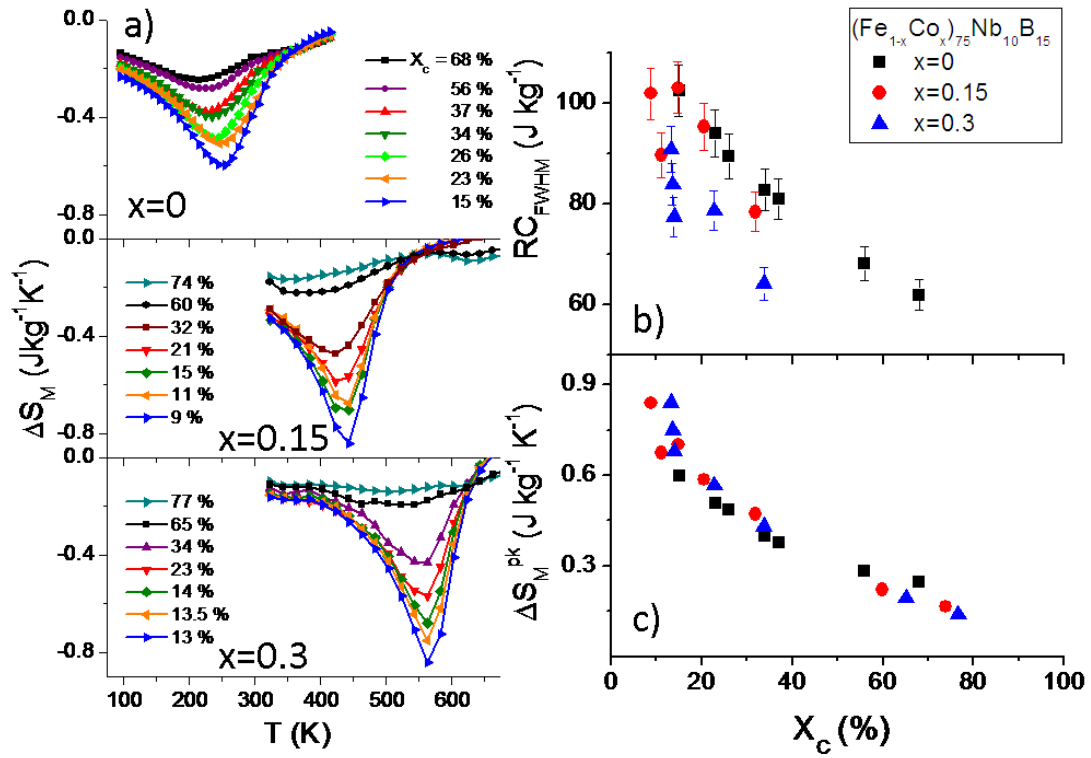 a)
0.0
-0.4
-0.8
X_c = 68 %
56 %
37 %
34 %
26 %
23 %
15 %
x=0
0.0
-0.4
-0.8
74 %
60 %
32 %
21 %
15 %
11 %
9 %
x=0.15
0.0
-0.4
-0.8
77 %
65 %
34 %
23 %
14 %
13.5 %
13 %
x=0.3
ΔS_M (Jkg⁻¹K⁻¹)
100 200 300 400 500 600
T (K)
(Fe₁₋ₓCoₓ)₇₅Nb₁₀B₁₅
x=0
x=0.15
x=0.3
RC_FWHM (J kg⁻¹)
100
80
60
b)
ΔS_M^pk (J kg⁻¹ K⁻¹)
0.9
0.6
0.3
c)
0 20 40 60 80 100
X_c (%)